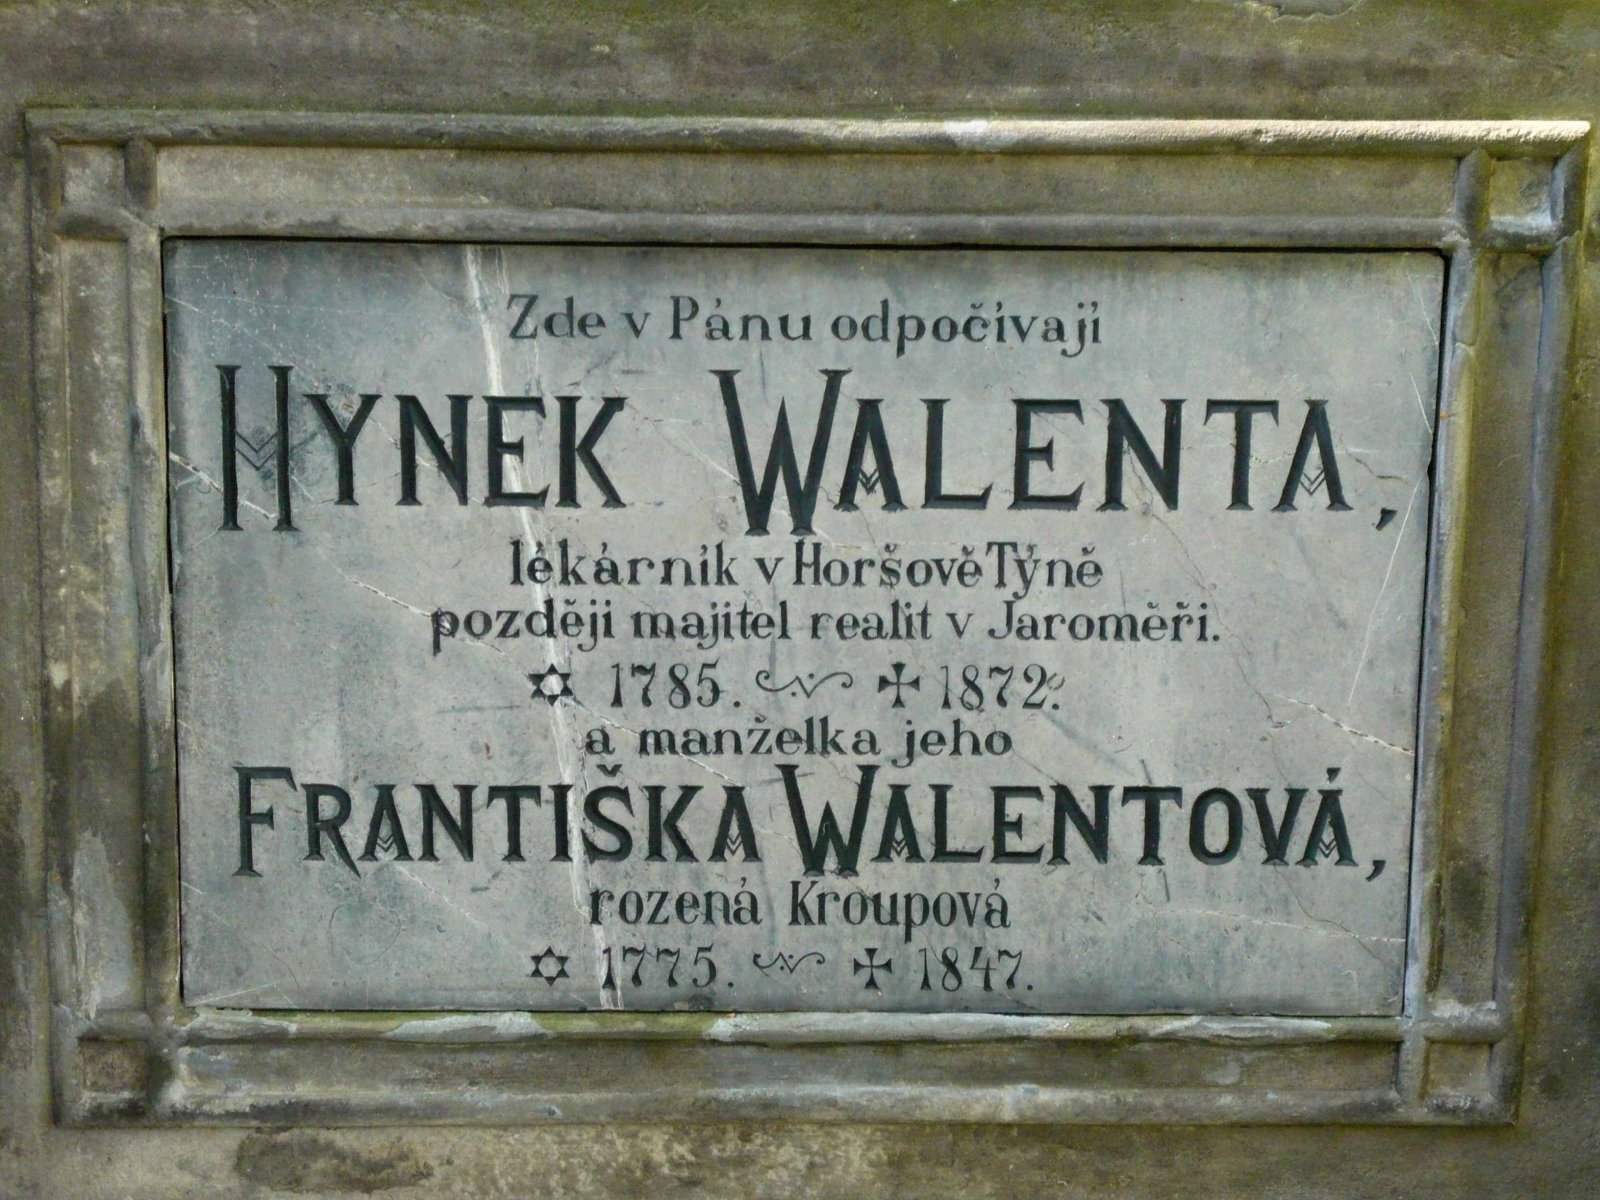 Zde v Pánu odpočívají
HYNEK WALENTA,
lékárník v Horšově Týně
později majitel realit v Jaroměři.
✡ 1785. ✠ 1872.
a manželka jeho
FRANTIŠKA WALENTOVÁ,
rozená Kroupová
✡ 1775. ✠ 1847.